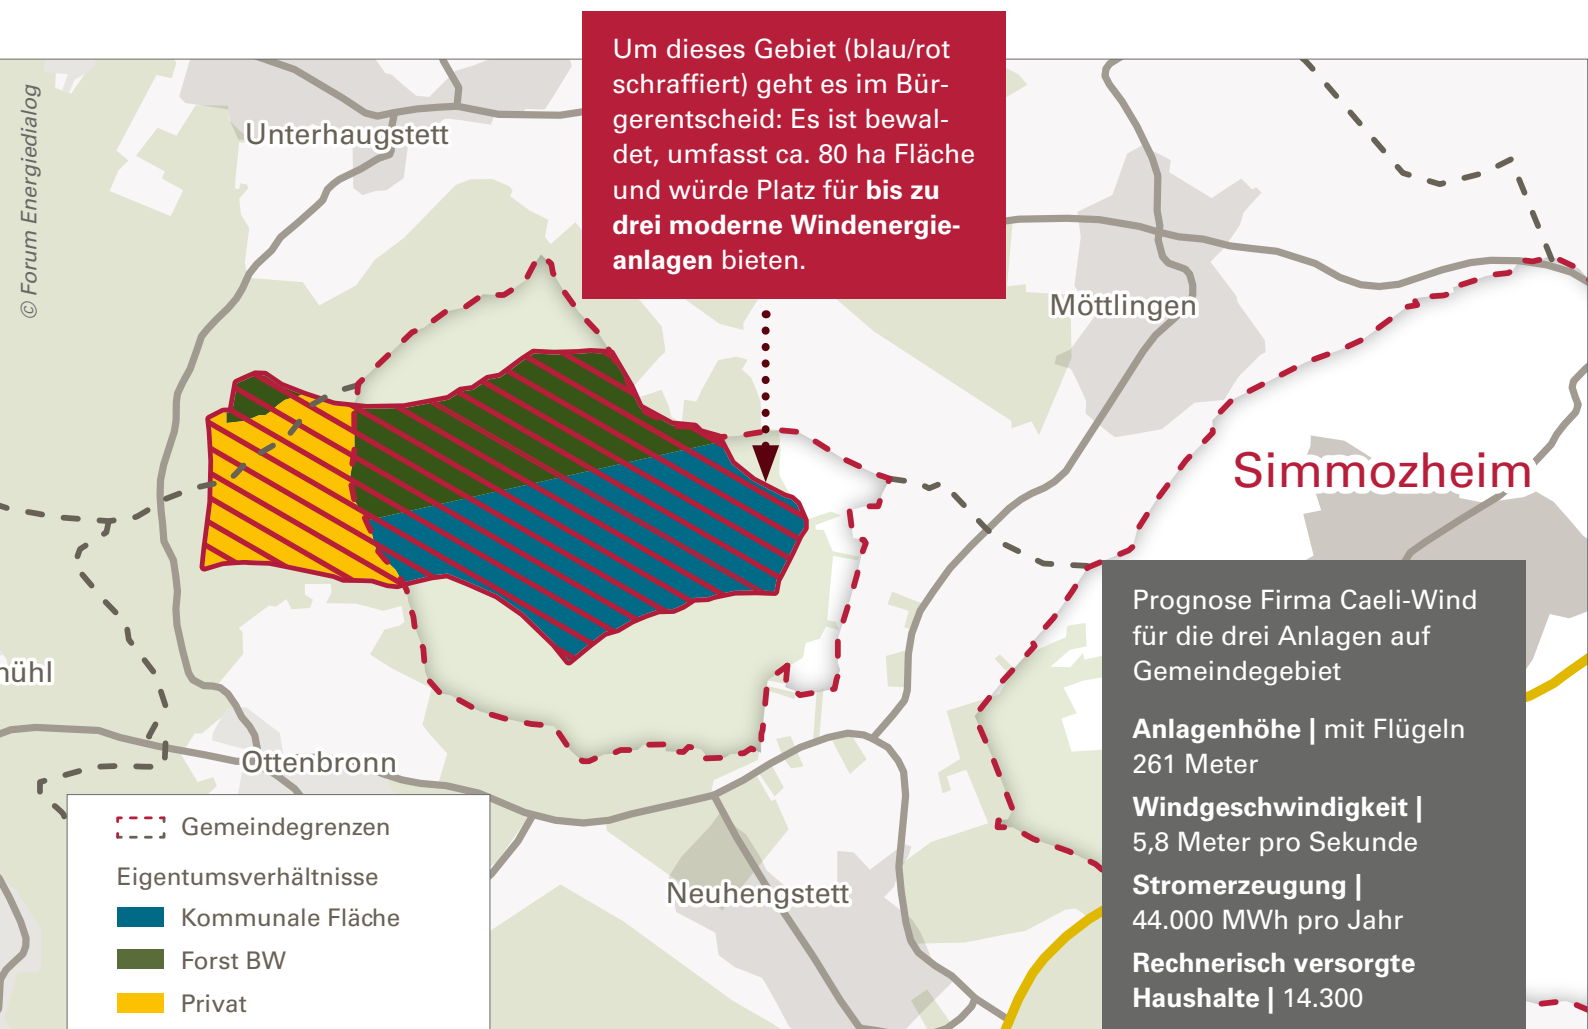 © Forum Energiedialog
Um dieses Gebiet (blau/rot
schraffiert) geht es im Bür-
gerentscheid: Es ist bewal-
det, umfasst ca. 80 ha Fläche
und würde Platz für bis zu
drei moderne Windenergie-
anlagen bieten.
Unterhaugstett
Möttlingen
Simmozheim
nühl
Ottenbronn
Neuhengstett
Gemeindegrenzen
Eigentumsverhältnisse
Kommunale Fläche
Forst BW
Privat
Prognose Firma Caeli-Wind
für die drei Anlagen auf
Gemeindegebiet
Anlagenhöhe | mit Flügeln
261 Meter
Windgeschwindigkeit |
5,8 Meter pro Sekunde
Stromerzeugung |
44.000 MWh pro Jahr
Rechnerisch versorgte
Haushalte | 14.300